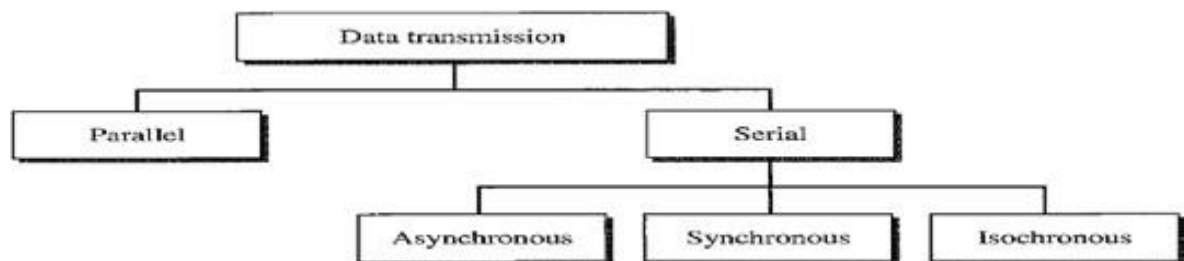 Data transmission
Parallel
Serial
Asynchronous
Synchronous
Isochronous